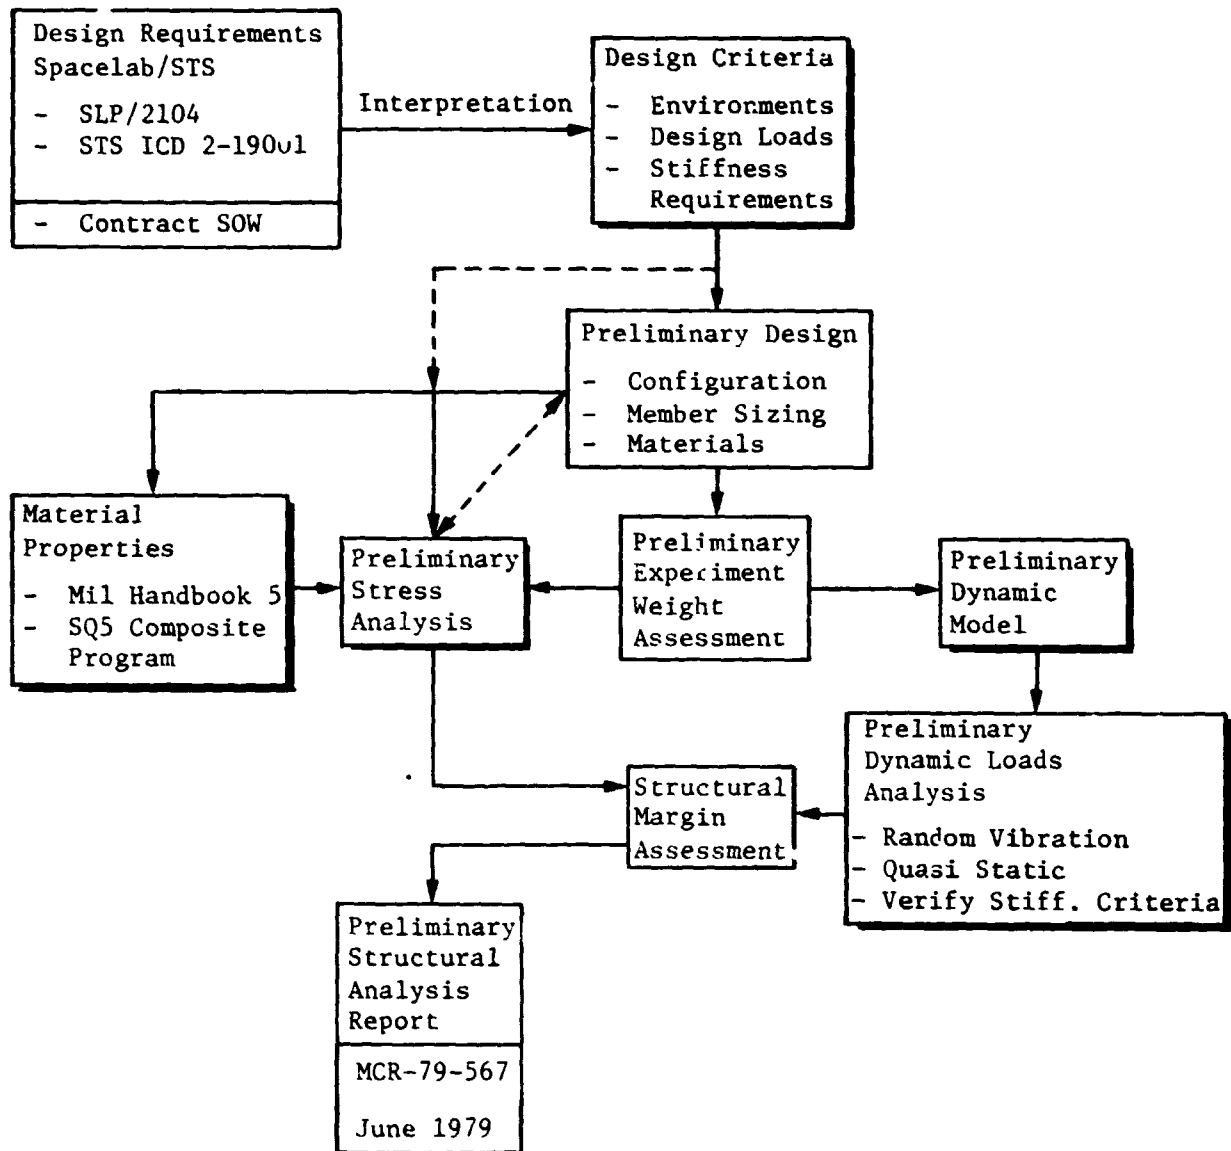 Design Requirements
Spacelab/STS
- SLP/2104
- STS ICD 2-19001
- Contract SOW
Interpretation
Design Criteria
- Environments
- Design Loads
- Stiffness
Requirements
Preliminary Design
- Configuration
- Member Sizing
- Materials
Material
Properties
- Mil Handbook 5
- SQ5 Composite
Program
Preliminary
Stress
Analysis
Preliminary
Experiment
Weight
Assessment
Preliminary
Dynamic
Model
Preliminary
Dynamic Loads
Analysis
- Random Vibration
- Quasi Static
- Verify Stiff. Criteria
Structural
Margin
Assessment
Preliminary
Structural
Analysis
Report
MCR-79-567
June 1979